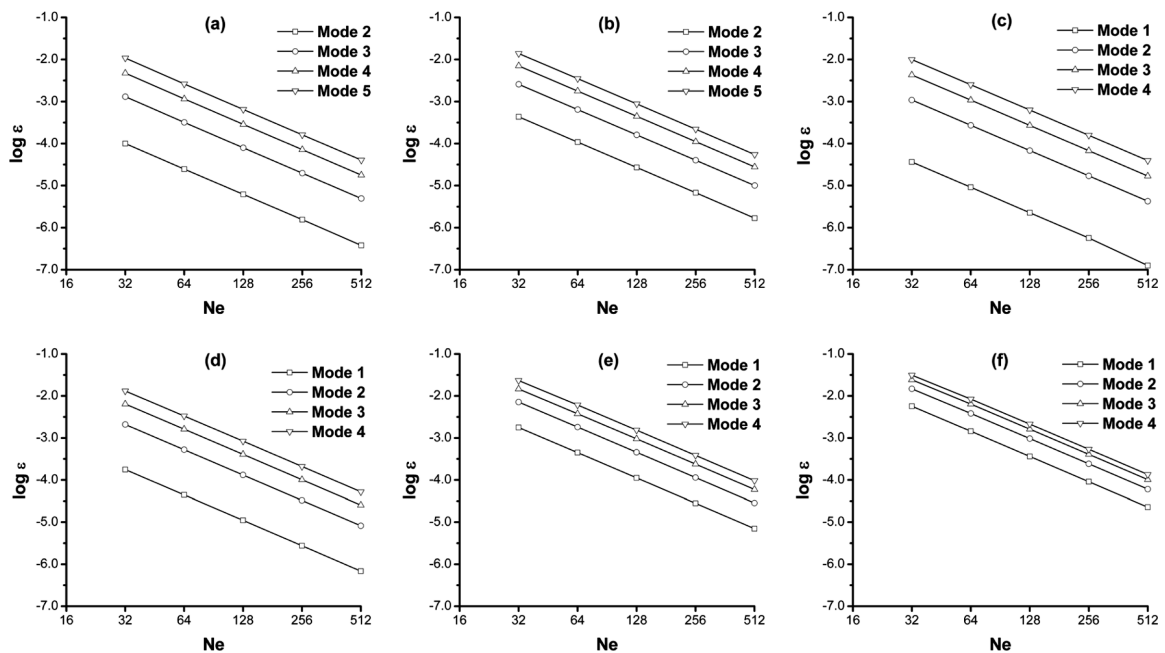 (a)
Mode 2
Mode 3
Mode 4
Mode 5
-1.0
-2.0
-3.0
-4.0
-5.0
-6.0
-7.0
log ε
16 32 64 128 256 512
Ne
(b)
Mode 2
Mode 3
Mode 4
Mode 5
-1.0
-2.0
-3.0
-4.0
-5.0
-6.0
-7.0
log ε
16 32 64 128 256 512
Ne
(c)
Mode 1
Mode 2
Mode 3
Mode 4
-1.0
-2.0
-3.0
-4.0
-5.0
-6.0
-7.0
log ε
16 32 64 128 256 512
Ne
(d)
Mode 1
Mode 2
Mode 3
Mode 4
-1.0
-2.0
-3.0
-4.0
-5.0
-6.0
-7.0
log ε
16 32 64 128 256 512
Ne
(e)
Mode 1
Mode 2
Mode 3
Mode 4
-1.0
-2.0
-3.0
-4.0
-5.0
-6.0
-7.0
log ε
16 32 64 128 256 512
Ne
(f)
Mode 1
Mode 2
Mode 3
Mode 4
-1.0
-2.0
-3.0
-4.0
-5.0
-6.0
-7.0
log ε
16 32 64 128 256 512
Ne